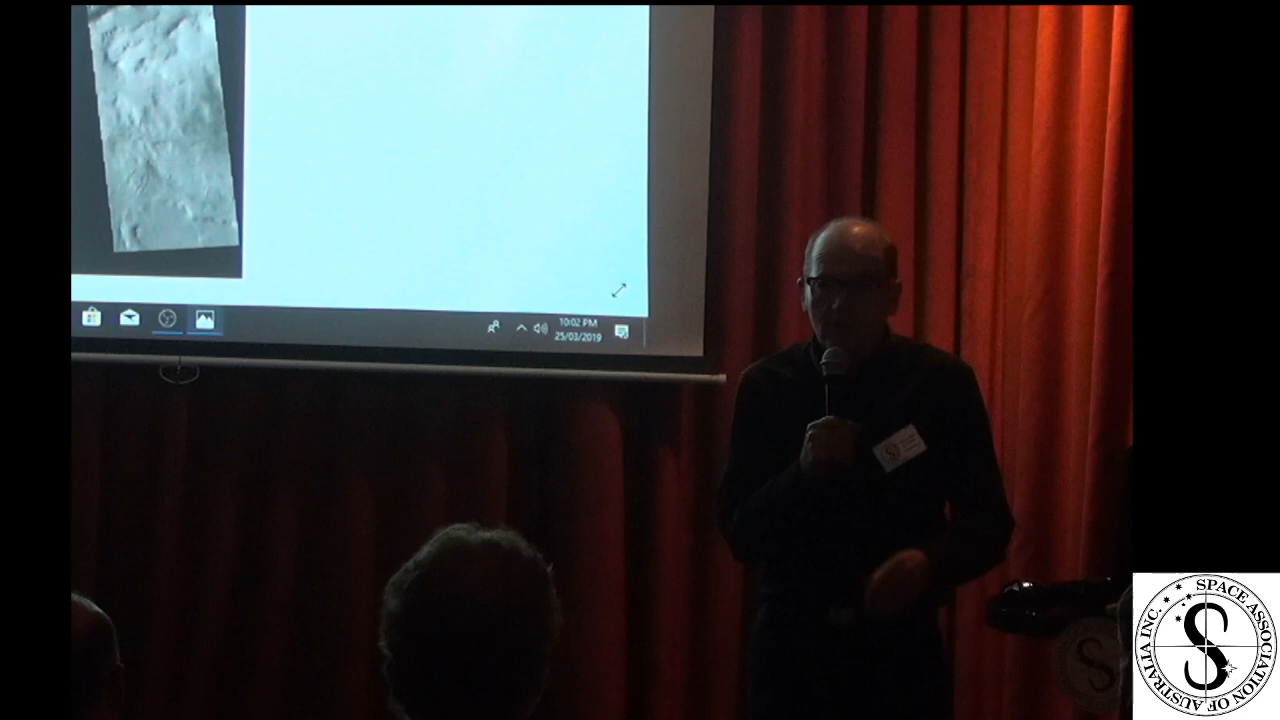 10:02 PM
25/03/2019
SPACE ASSOCIATION
OF AUSTRALIA INC.
S